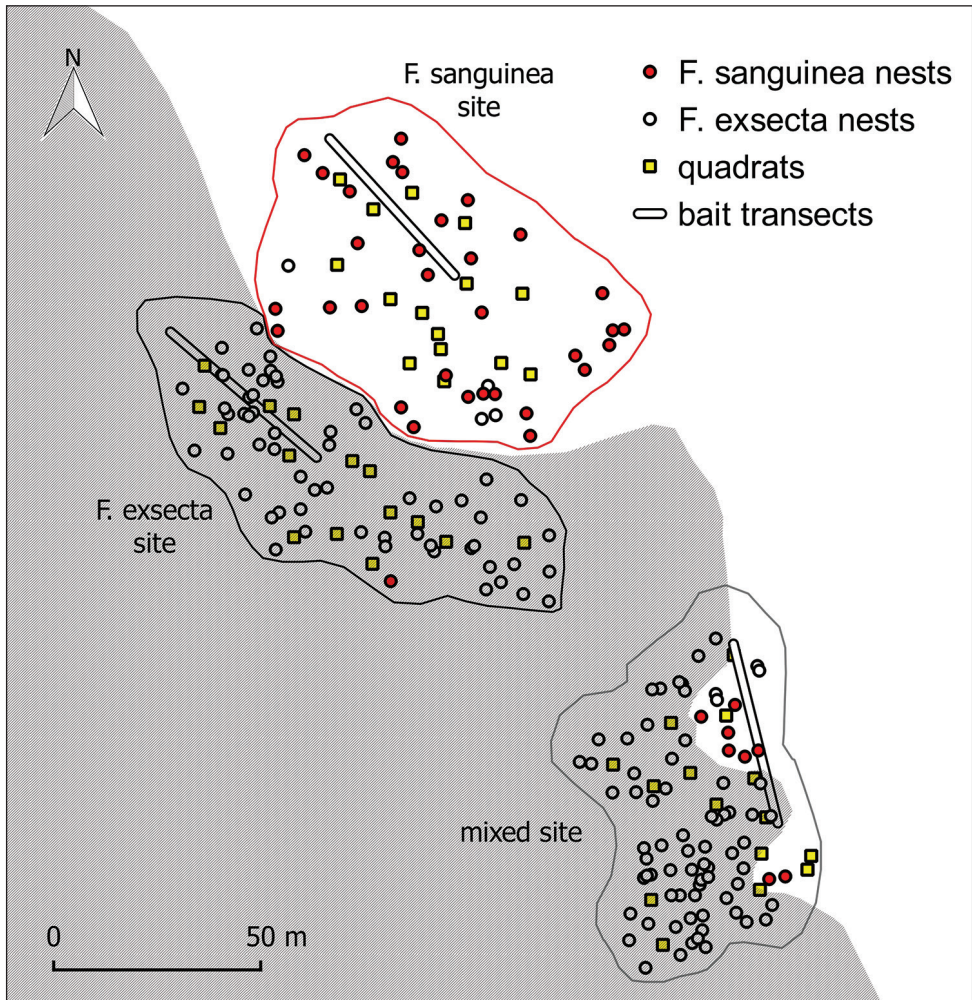 N
F. sanguinea
site
F. sanguinea nests
F. exsecta nests
quadrats
bait transects
F. exsecta
site
mixed site
0
50 m